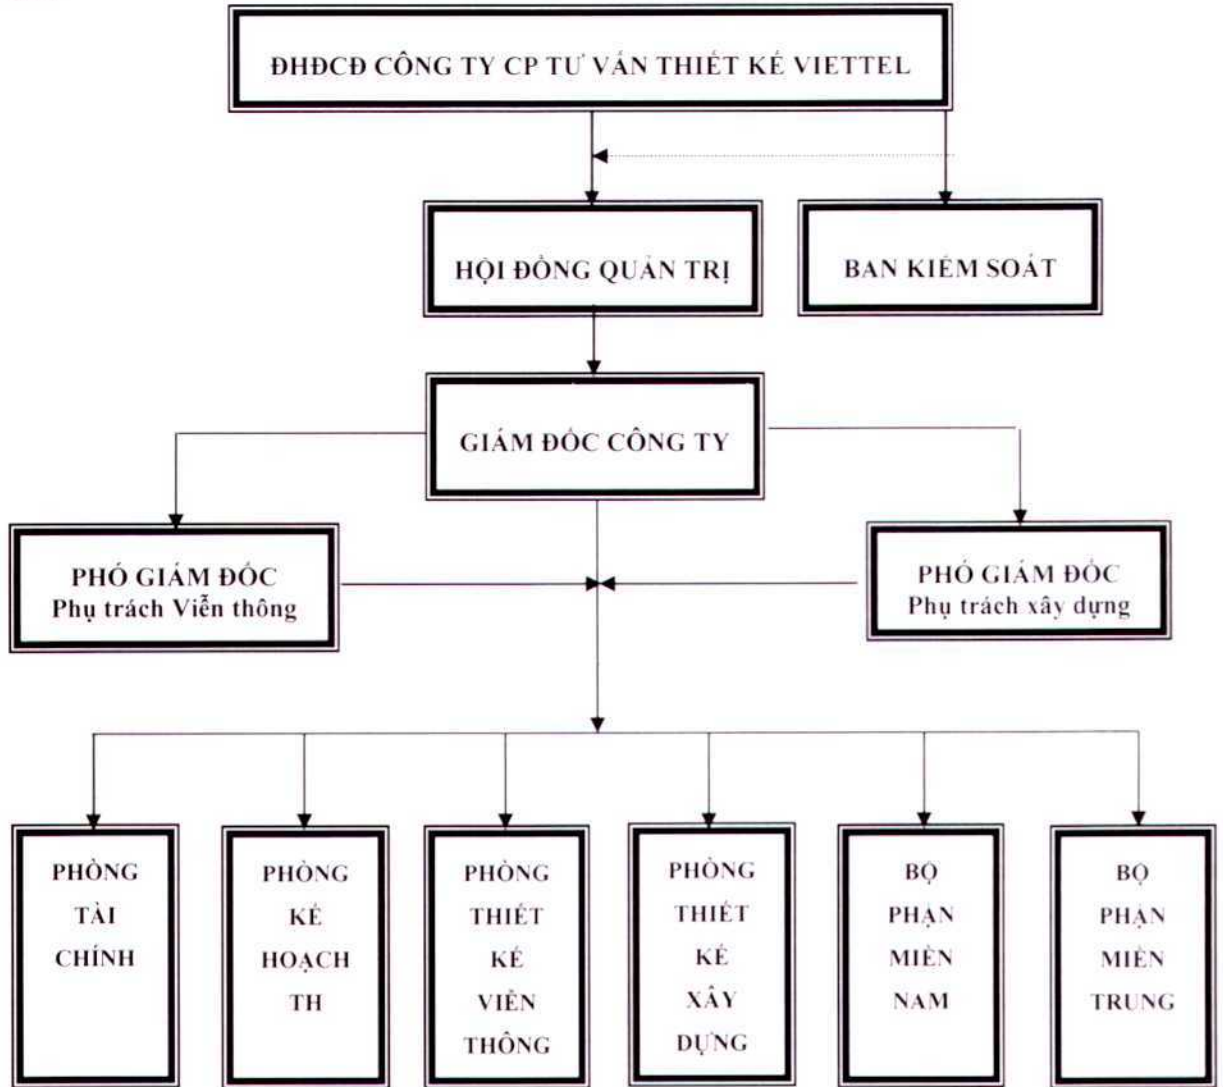 ĐHĐCĐ CÔNG TY CP TƯ VẤN THIẾT KẾ VIETTEL
HỘI ĐỒNG QUẢN TRỊ
BAN KIỂM SOÁT
GIÁM ĐỐC CÔNG TY
PHÓ GIÁM ĐỐC
Phụ trách Viễn thông
PHÓ GIÁM ĐỐC
Phụ trách xây dựng
PHÒNG
TÀI
CHÍNH
PHÒNG
KẾ
HOẠCH
TH
PHÒNG
THIẾT
KẾ
VIỄN
THÔNG
PHÒNG
THIẾT
KẾ
XÂY
DỰNG
BỘ
PHẬN
MIỀN
NAM
BỘ
PHẬN
MIỀN
TRUNG